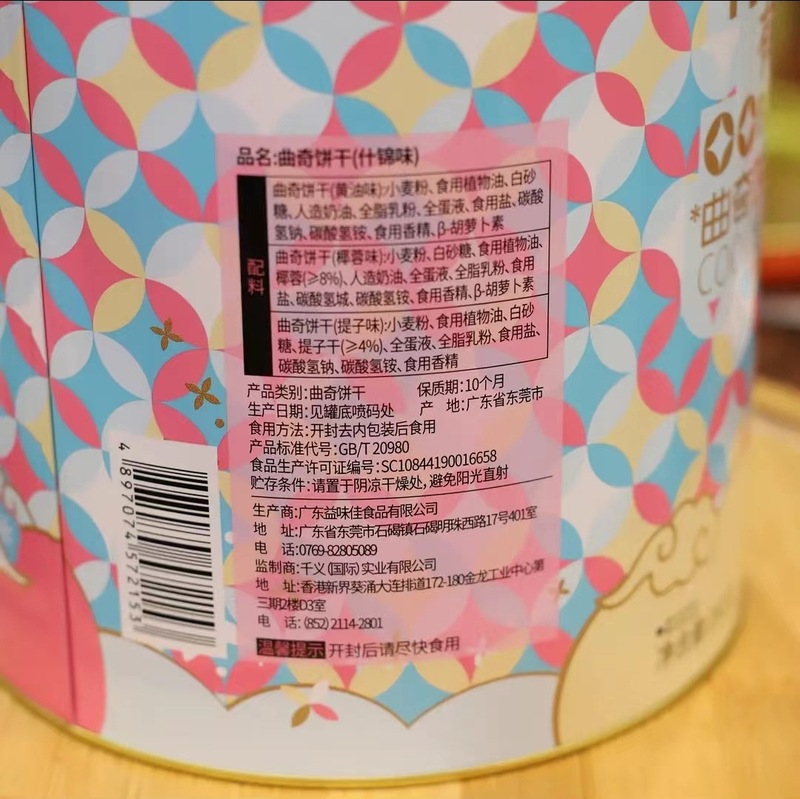 品名:曲奇饼干(什锦味)
配料
曲奇饼干(黄油味):小麦粉、食用植物油、白砂
糖、人造奶油、全脂乳粉、全蛋液、食用盐、碳酸
氢钠、碳酸氢铵、食用香精、β-胡萝卜素
曲奇饼干(椰蓉味):小麦粉、白砂糖、食用植物油、
椰蓉(≥8%)、人造奶油、全蛋液、全脂乳粉、食用
盐、碳酸氢城、碳酸氢铵、食用香精、β-胡萝卜素
曲奇饼干(提子味):小麦粉、食用植物油、白砂
糖、提子干(≥4%)、全蛋液、全脂乳粉、食用盐、
碳酸氢钠、碳酸氢铵、食用香精
产品类别:曲奇饼干 保质期:10个月
生产日期:见罐底喷码处 产 地:广东省东莞市
食用方法:开封去内包装后食用
产品标准代号:GB/T 20980
食品生产许可证编号:SC10844190016658
贮存条件:请置于阴凉干燥处,避免阳光直射
生产商:广东益味佳食品有限公司
地 址:广东省东莞市石碣镇石碣明珠西路17号401室
电 话:0769-82805089
监制商:千义(国际)实业有限公司
地 址:香港新界葵涌大连排道172-180金龙工业中心第
三期2楼D3室
电 话:(852) 2114-2801
温馨提示 开封后请尽快食用
4 897074 572153
*曲奇
CO
净含量